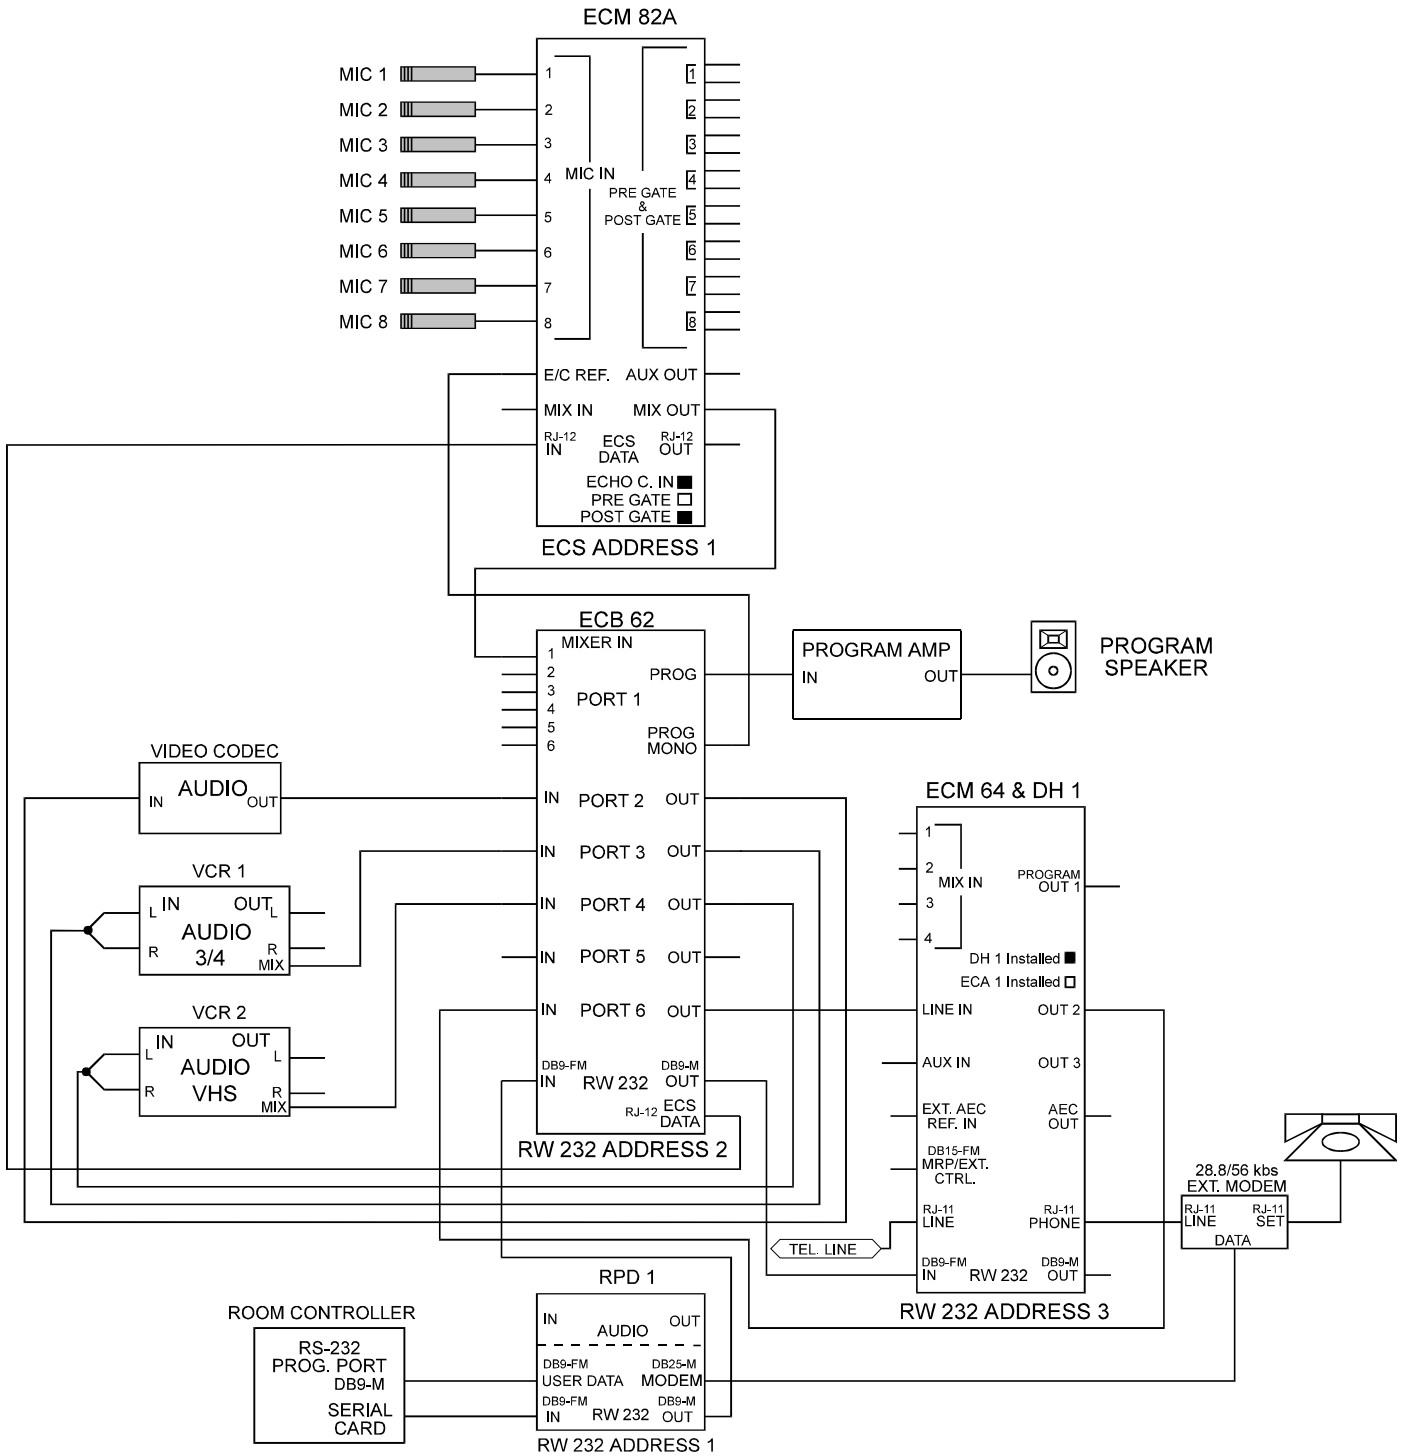 ECM 82A
MIC 1
MIC 2
MIC 3
MIC 4
MIC 5
MIC 6
MIC 7
MIC 8
1
2
3
4
5
6
7
8
MIC IN
PRE GATE
&
POST GATE
1
2
3
4
5
6
7
8
E/C REF.
AUX OUT
MIX IN
MIX OUT
RJ-12
IN
ECS
DATA
RJ-12
OUT
ECHO C. IN
PRE GATE
POST GATE
ECS ADDRESS 1
ECB 62
MIXER IN
1
2
3
4
5
6
PORT 1
PROG
PROG
MONO
IN PORT 2 OUT
IN PORT 3 OUT
IN PORT 4 OUT
IN PORT 5 OUT
IN PORT 6 OUT
DB9-FM
IN
RW 232
DB9-M
OUT
RJ-12 ECS
DATA
RW 232 ADDRESS 2
PROGRAM AMP
IN
OUT
PROGRAM
SPEAKER
VIDEO CODEC
AUDIO
IN
OUT
VCR 1
IN
OUT
L
L
AUDIO
R
R
3/4
MIX
VCR 2
IN
OUT
L
L
AUDIO
R
R
VHS
MIX
ECM 64 & DH 1
1
2
3
4
MIX IN
PROGRAM
OUT 1
DH 1 Installed
ECA 1 Installed
LINE IN
OUT 2
AUX IN
OUT 3
EXT. AEC
REF. IN
AEC
OUT
DB15-FM
MRP/EXT.
CTRL.
RJ-11
LINE
RJ-11
PHONE
DB9-FM
IN
RW 232
DB9-M
OUT
RW 232 ADDRESS 3
TEL. LINE
28.8/56 kbs
EXT. MODEM
RJ-11
LINE
RJ-11
SET
DATA
RPD 1
IN
AUDIO
OUT
DB9-FM
USER DATA
DB25-M
MODEM
DB9-FM
IN
RW 232
DB9-M
OUT
RW 232 ADDRESS 1
ROOM CONTROLLER
RS-232
PROG. PORT
DB9-M
SERIAL
CARD